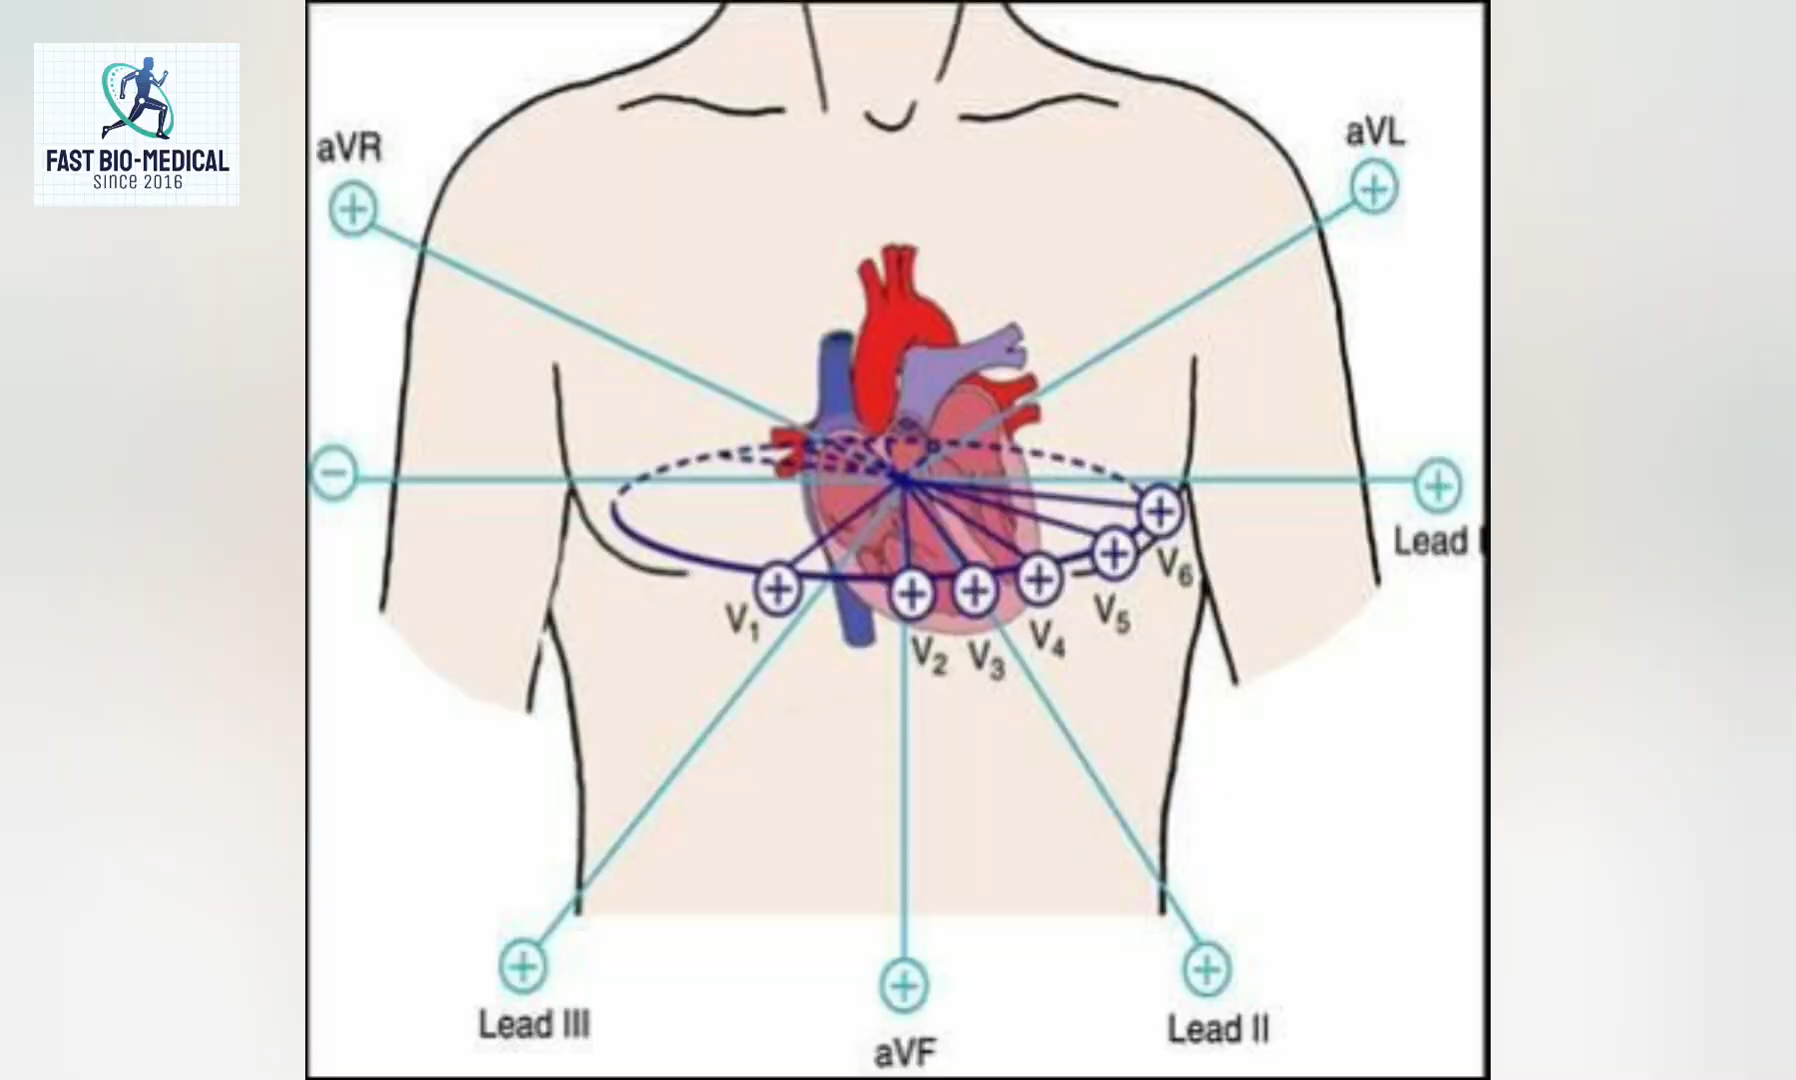 FAST BIO-MEDICAL
Since 2016
aVR
aVL
Lead I
V1
V2
V3
V4
V5
V6
Lead III
aVF
Lead II